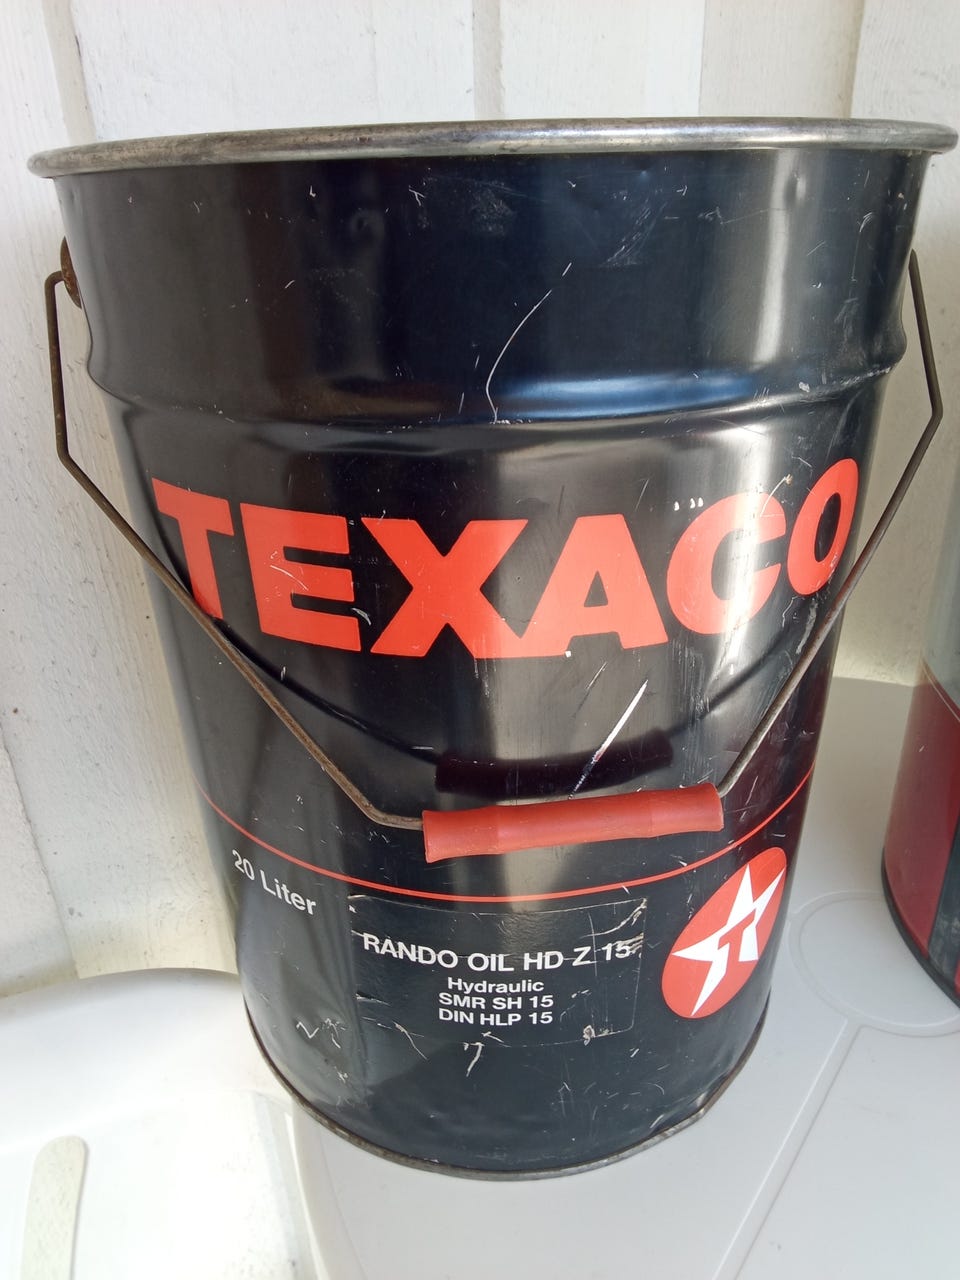 TEXACO
20 Liter
RANDO OIL HD Z 15
Hydraulic
SMR SH 15
DIN HLP 15
T